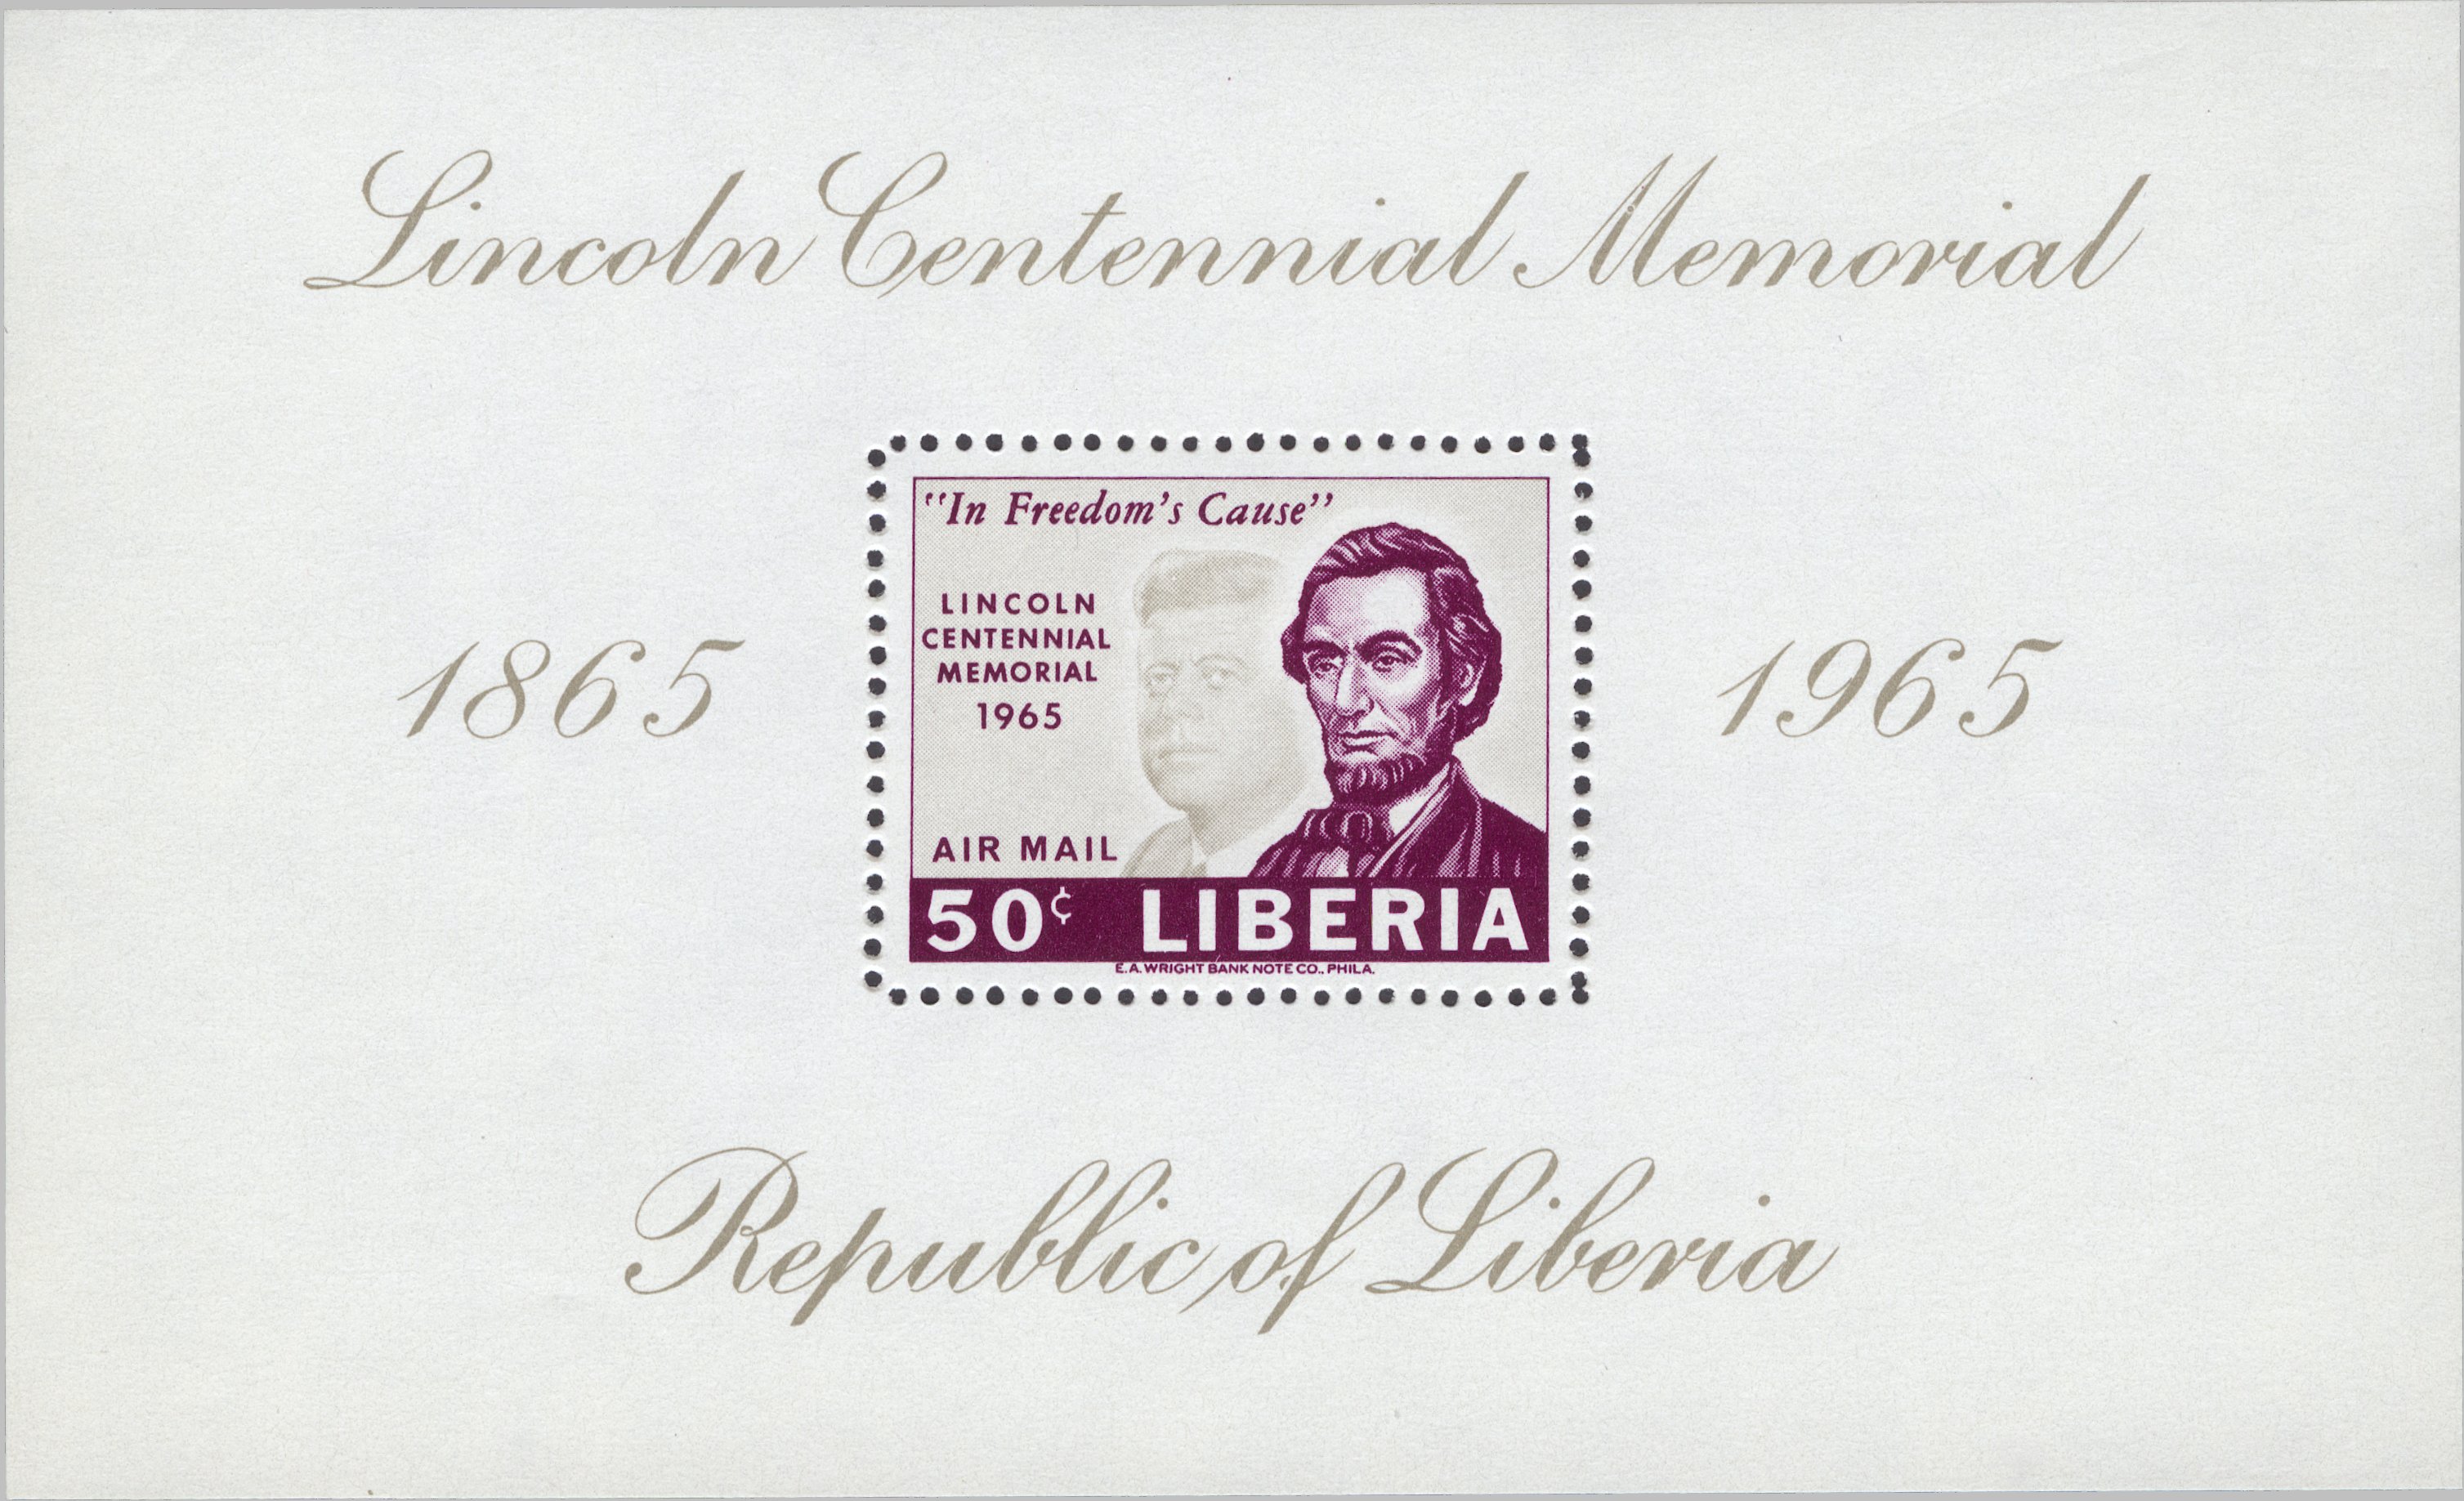 Lincoln Centennial Memorial
"In Freedom's Cause"
LINCOLN
CENTENNIAL
MEMORIAL
1965
1865
1965
AIR MAIL
50¢ LIBERIA
E.A. WRIGHT BANK NOTE CO., PHILA.
Republic of Liberia